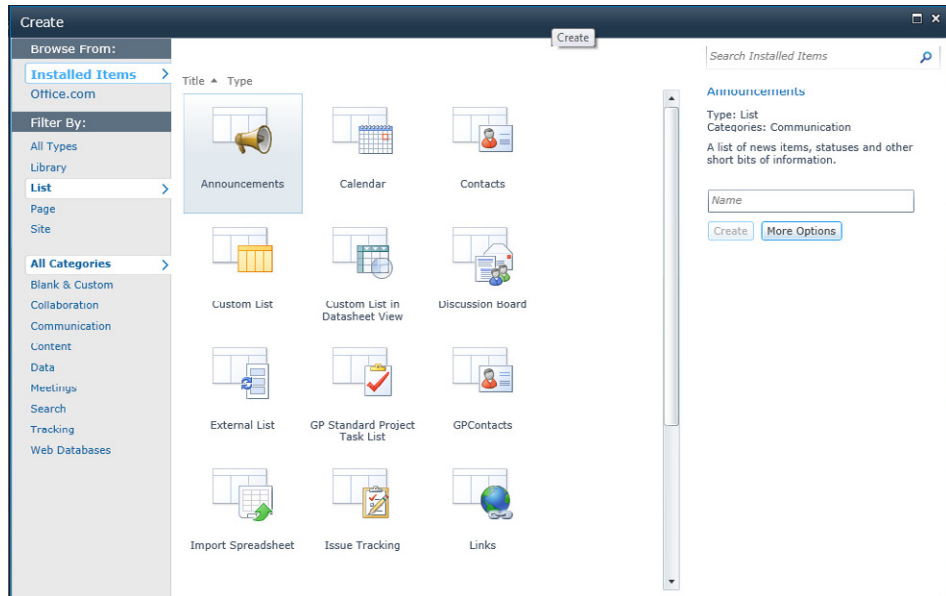 Create
Create
Browse From:
Installed Items
Office.com
Filter By:
All Types
Library
List
Page
Site
All Categories
Blank & Custom
Collaboration
Communication
Content
Data
Meetings
Search
Tracking
Web Databases
Title Type
Announcements
Calendar
Contacts
Custom List
Custom List in
Datasheet View
Discussion Board
External List
GP Standard Project
Task List
GPContacts
Import Spreadsheet
Issue Tracking
Links
Search Installed Items
Announcements
Type: List
Categories: Communication
A list of news items, statuses and other
short bits of information.
Name
Create
More Options